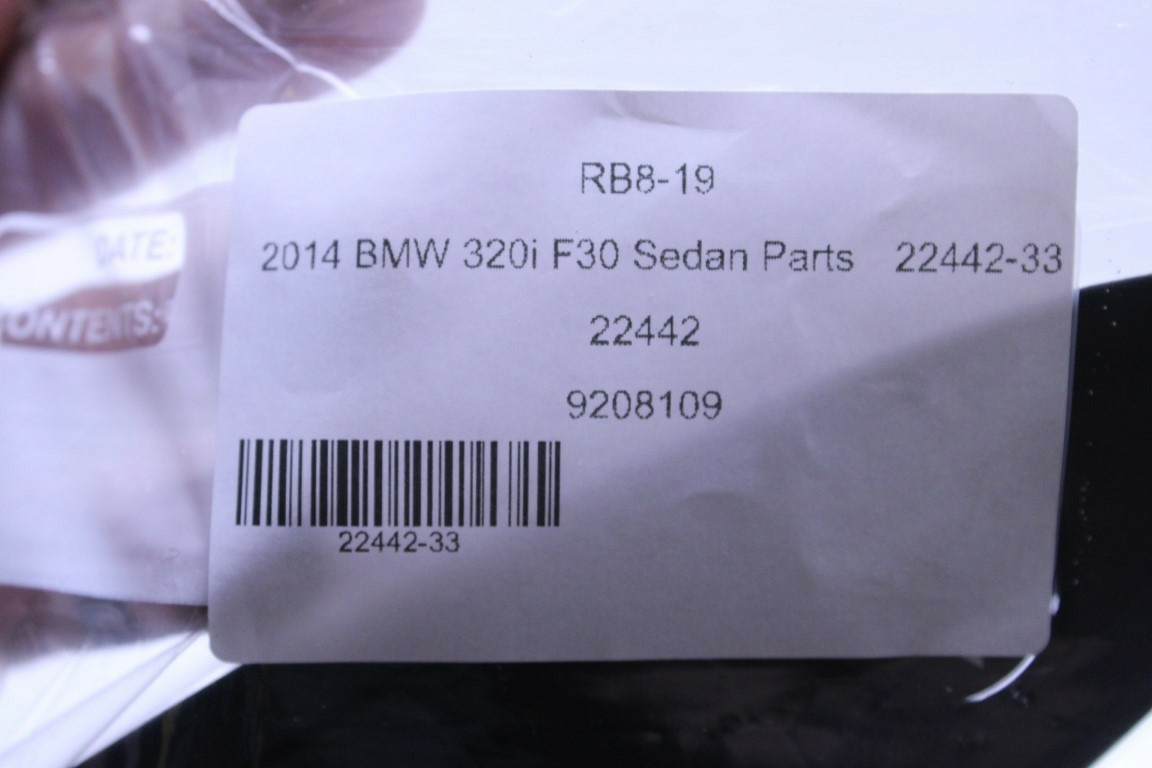 RB8-19
2014 BMW 320i F30 Sedan Parts 22442-33
22442
9208109
22442-33
DATE:
CONTENTS: